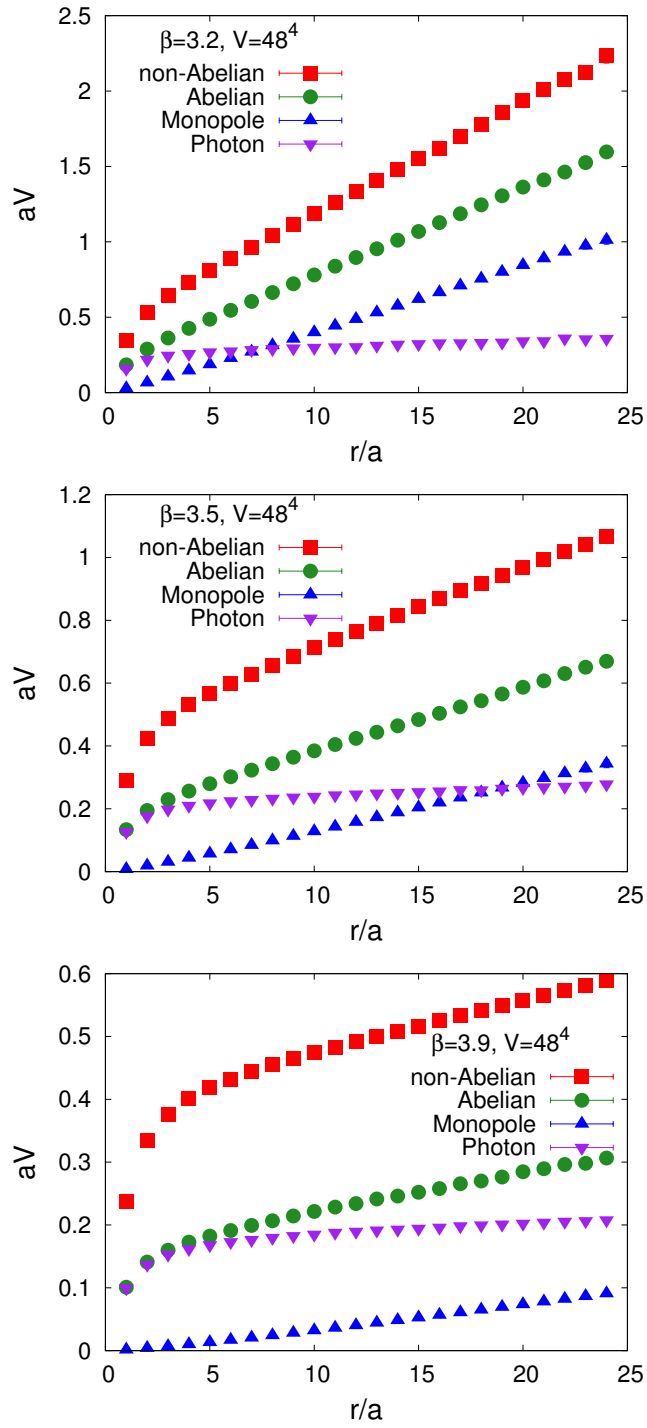 2.5
2
1.5
1
0.5
0
0 5 10 15 20 25
aV
r/a
β=3.2, V=48⁴
non-Abelian
Abelian
Monopole
Photon
1.2
1
0.8
0.6
0.4
0.2
0
0 5 10 15 20 25
aV
r/a
β=3.5, V=48⁴
non-Abelian
Abelian
Monopole
Photon
0.6
0.5
0.4
0.3
0.2
0.1
0
0 5 10 15 20 25
aV
r/a
β=3.9, V=48⁴
non-Abelian
Abelian
Monopole
Photon